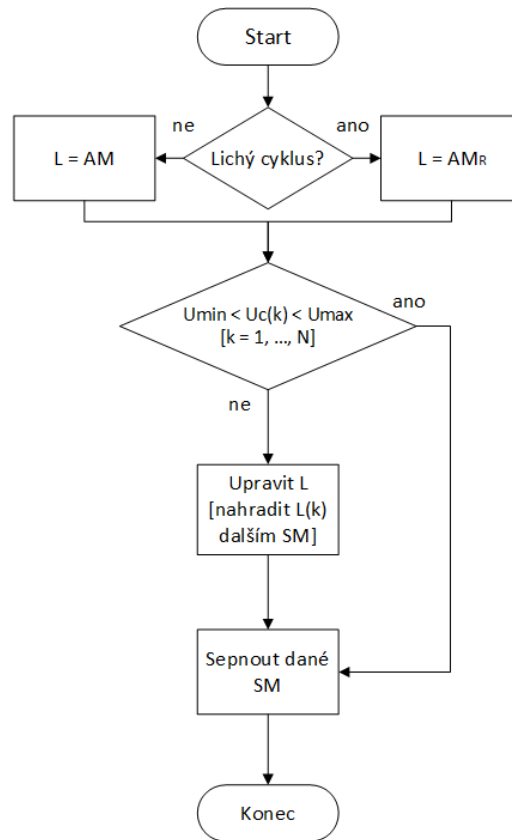 Start
ne
ano
L = AM
Lichý cyklus?
L = AMR
Umin < Uc(k) < Umax
[k = 1, ..., N]
ano
ne
Upravit L
[nahradit L(k)
dalším SM]
Sepnout dané
SM
Konec